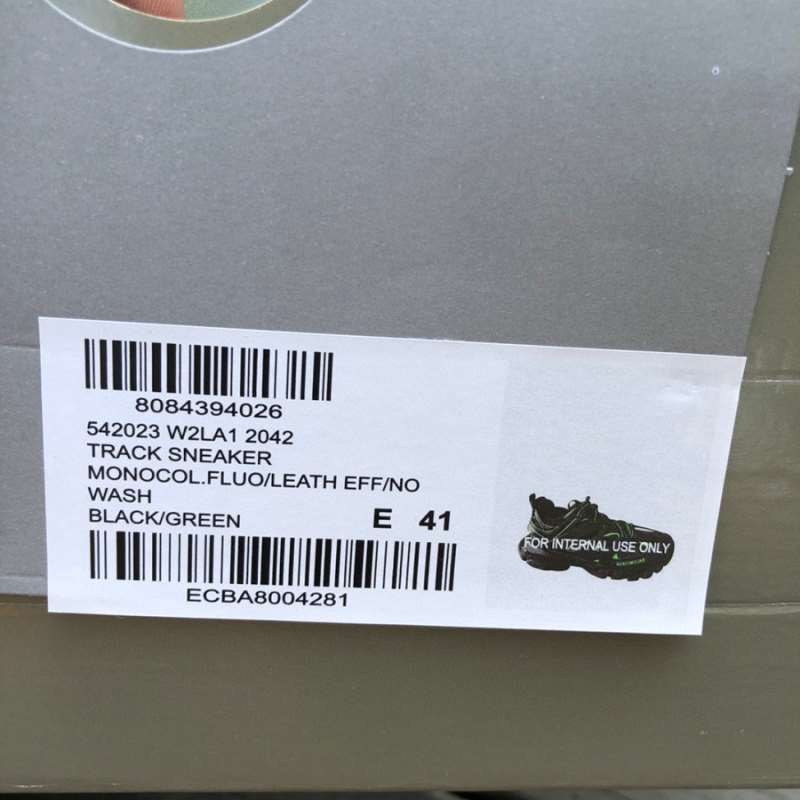 8084394026
542023 W2LA1 2042
TRACK SNEAKER
MONOCOL.FLUO/LEATH EFF/NO
WASH
BLACK/GREEN E 41
ECBA8004281
FOR INTERNAL USE ONLY